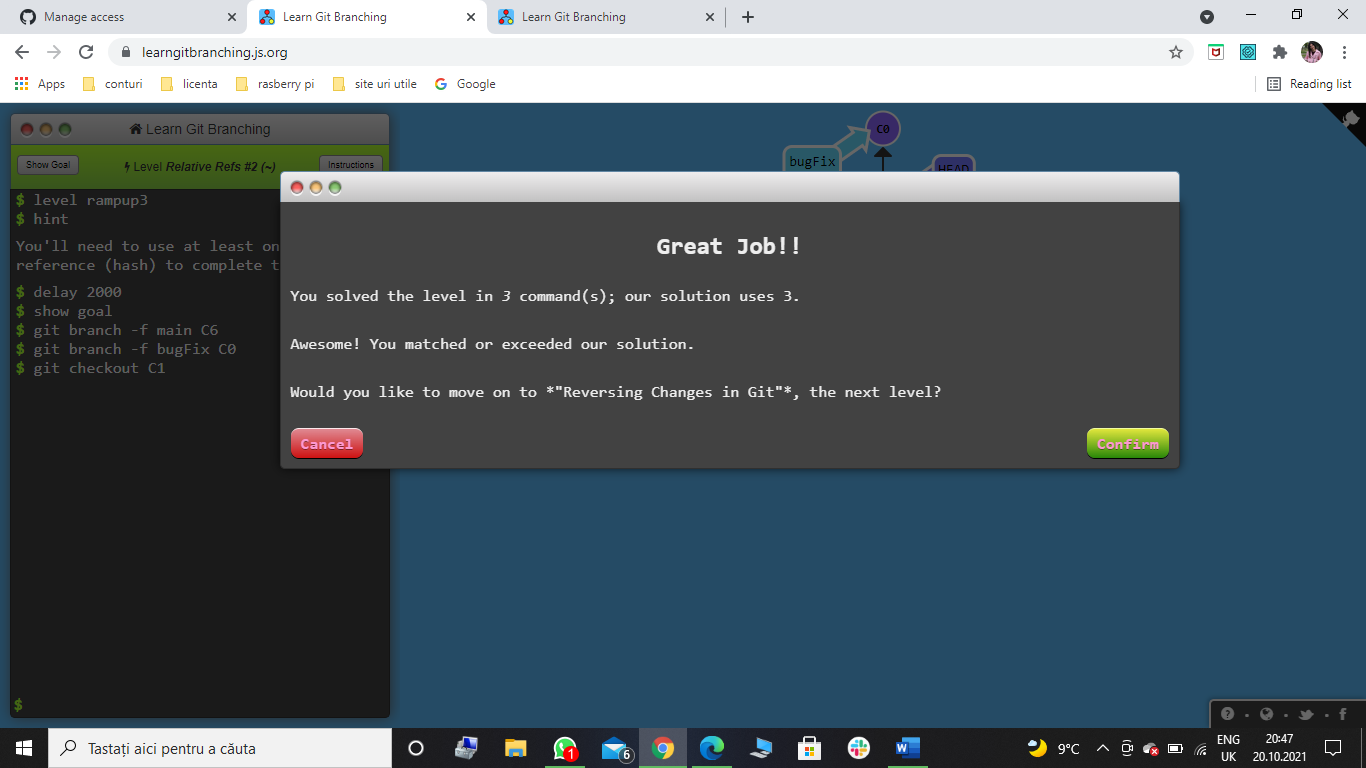 Manage access
Learn Git Branching
Learn Git Branching
learngitbranching.js.org
Apps
conturi
licenta
rasberry pi
site uri utile
Google
Reading list
Learn Git Branching
Show Goal
Level Relative Refs #2 (~)
Instructions
$ level rampup3
$ hint
You'll need to use at least on
reference (hash) to complete t
$ delay 2000
$ show goal
$ git branch -f main C6
$ git branch -f bugFix C0
$ git checkout C1
$
C0
bugFix
HEAD
Great Job!!
You solved the level in 3 command(s); our solution uses 3.
Awesome! You matched or exceeded our solution.
Would you like to move on to *"Reversing Changes in Git"*, the next level?
Cancel
Confirm
Tastați aici pentru a căuta
1
6
9°C
ENG
UK
20:47
20.10.2021